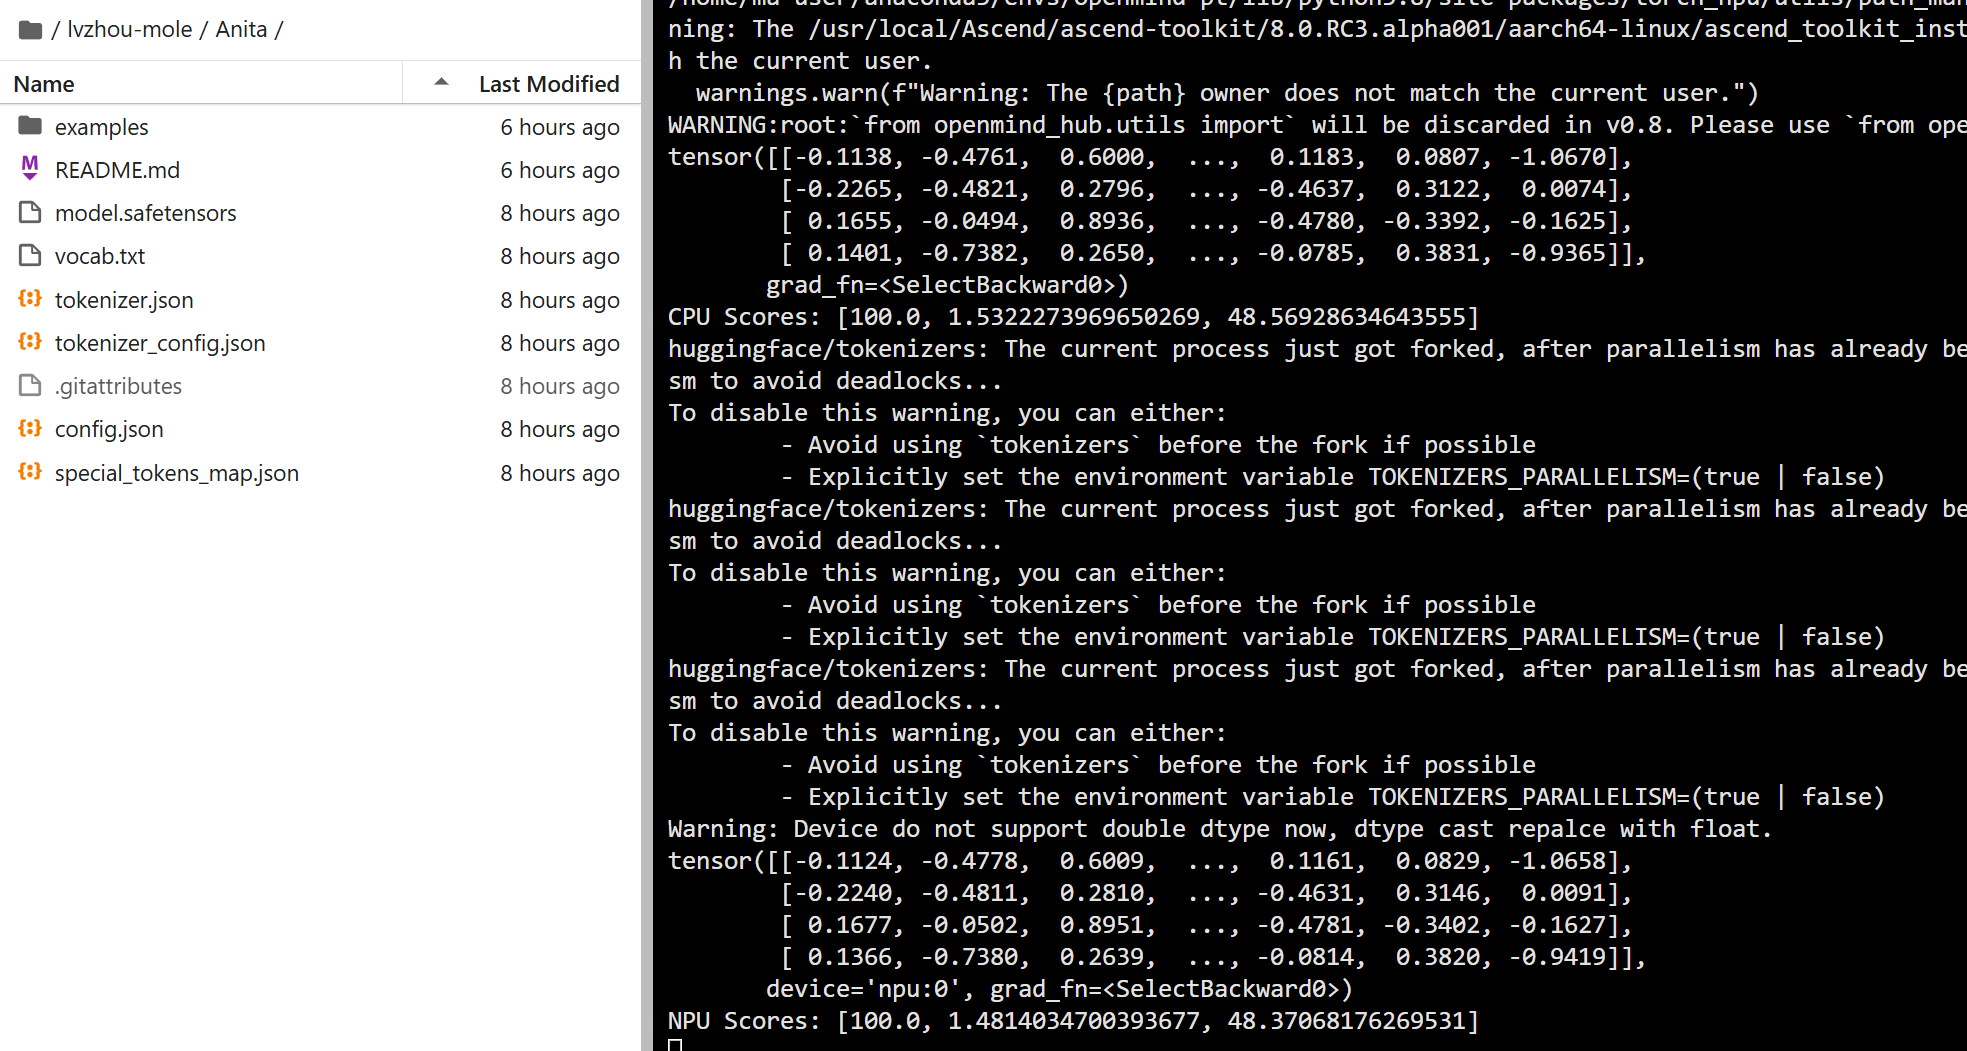 / lvzhou-mole / Anita /
Name Last Modified
examples 6 hours ago
README.md 6 hours ago
model.safetensors 8 hours ago
vocab.txt 8 hours ago
tokenizer.json 8 hours ago
tokenizer_config.json 8 hours ago
.gitattributes 8 hours ago
config.json 8 hours ago
special_tokens_map.json 8 hours ago
ning: The /usr/local/Ascend/ascend-toolkit/8.0.RC3.alpha001/aarch64-linux/ascend_toolkit_inst
h the current user.
  warnings.warn(f"Warning: The {path} owner does not match the current user.")
WARNING:root:`from openmind_hub.utils import` will be discarded in v0.8. Please use `from ope
tensor([[-0.1138, -0.4761,  0.6000,  ...,  0.1183,  0.0807, -1.0670],
        [-0.2265, -0.4821,  0.2796,  ..., -0.4637,  0.3122,  0.0074],
        [ 0.1655, -0.0494,  0.8936,  ..., -0.4780, -0.3392, -0.1625],
        [ 0.1401, -0.7382,  0.2650,  ..., -0.0785,  0.3831, -0.9365]],
       grad_fn=<SelectBackward0>)
CPU Scores: [100.0, 1.5322273969650269, 48.56928634643555]
huggingface/tokenizers: The current process just got forked, after parallelism has already be
sm to avoid deadlocks...
To disable this warning, you can either:
        - Avoid using `tokenizers` before the fork if possible
        - Explicitly set the environment variable TOKENIZERS_PARALLELISM=(true | false)
huggingface/tokenizers: The current process just got forked, after parallelism has already be
sm to avoid deadlocks...
To disable this warning, you can either:
        - Avoid using `tokenizers` before the fork if possible
        - Explicitly set the environment variable TOKENIZERS_PARALLELISM=(true | false)
huggingface/tokenizers: The current process just got forked, after parallelism has already be
sm to avoid deadlocks...
To disable this warning, you can either:
        - Avoid using `tokenizers` before the fork if possible
        - Explicitly set the environment variable TOKENIZERS_PARALLELISM=(true | false)
Warning: Device do not support double dtype now, dtype cast repalce with float.
tensor([[-0.1124, -0.4778,  0.6009,  ...,  0.1161,  0.0829, -1.0658],
        [-0.2240, -0.4811,  0.2810,  ..., -0.4631,  0.3146,  0.0091],
        [ 0.1677, -0.0502,  0.8951,  ..., -0.4781, -0.3402, -0.1627],
        [ 0.1366, -0.7380,  0.2639,  ..., -0.0814,  0.3820, -0.9419]],
       device='npu:0', grad_fn=<SelectBackward0>)
NPU Scores: [100.0, 1.4814034700393677, 48.37068176269531]